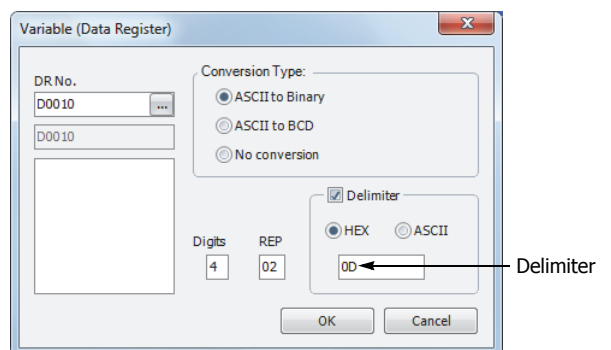 Variable (Data Register)
DR No.
D0010 ...
D0010
Conversion Type:
ASCII to Binary
ASCII to BCD
No conversion
Digits REP
4 02
Delimiter
HEX ASCII
0D
Delimiter
OK Cancel